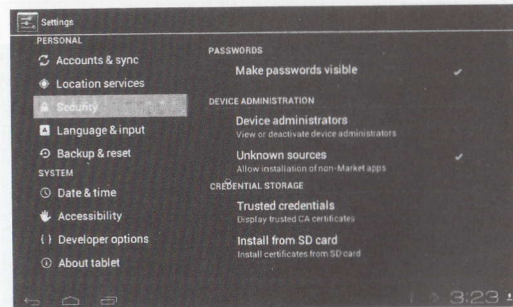 Settings
PERSONAL
Accounts & sync
Location services
Security
Language & input
Backup & reset
SYSTEM
Date & time
Accessibility
{ } Developer options
About tablet
PASSWORDS
Make passwords visible
DEVICE ADMINISTRATION
Device administrators
View or deactivate device administrators
Unknown sources
Allow installation of non-Market apps
CREDENTIAL STORAGE
Trusted credentials
Display trusted CA certificates
Install from SD card
Install certificates from SD card
3:23